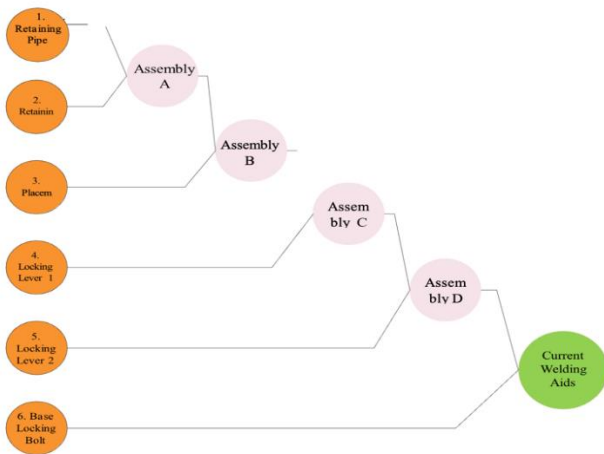 1.
Retaining
Pipe
Assembly
A
2.
Retainin
Assembly
B
3.
Placem
Assem
bly C
4.
Locking
Lever 1
Assem
bly D
5.
Locking
Lever 2
Current
Welding
Aids
6. Base
Locking
Bolt